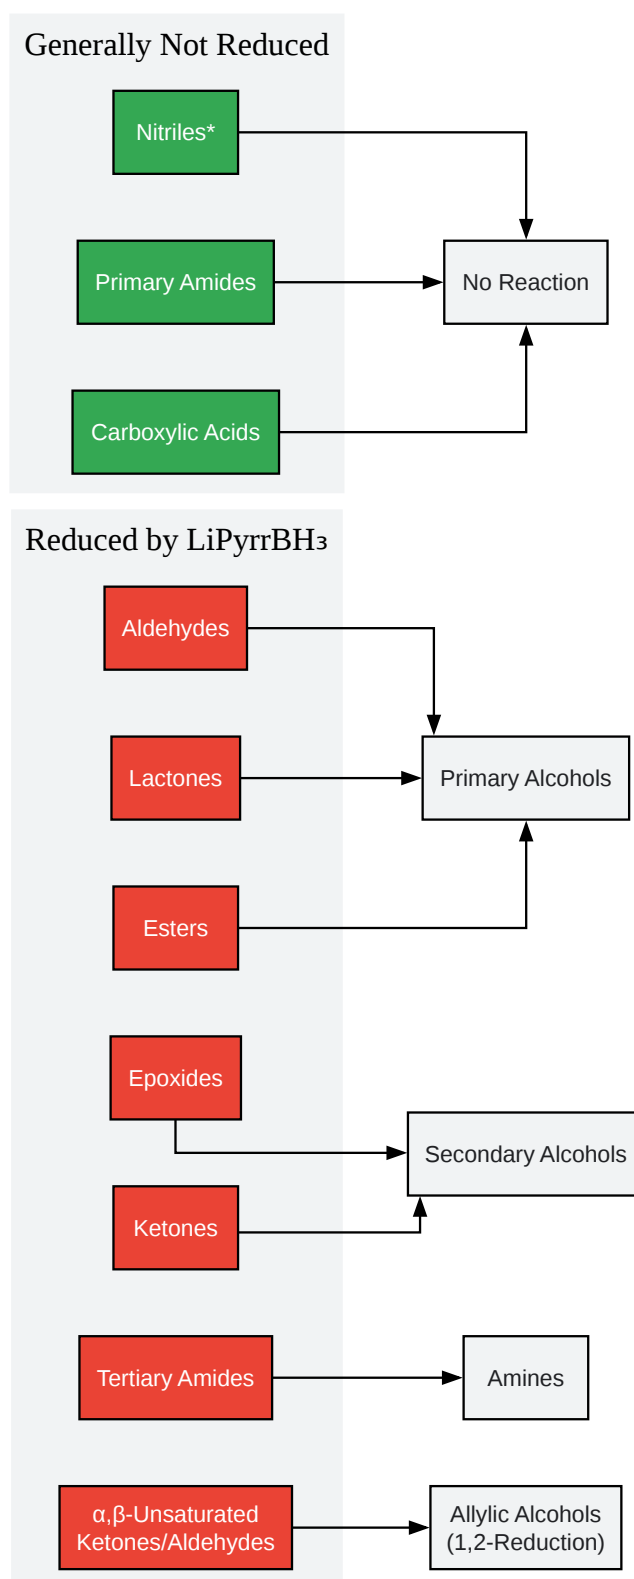 Generally Not Reduced
Nitriles*
Primary Amides
No Reaction
Carboxylic Acids
Reduced by LiPyrrBH₃
Aldehydes
Lactones
Primary Alcohols
Esters
Epoxides
Secondary Alcohols
Ketones
Tertiary Amides
Amines
α,β-Unsaturated
Ketones/Aldehydes
Allylic Alcohols
(1,2-Reduction)